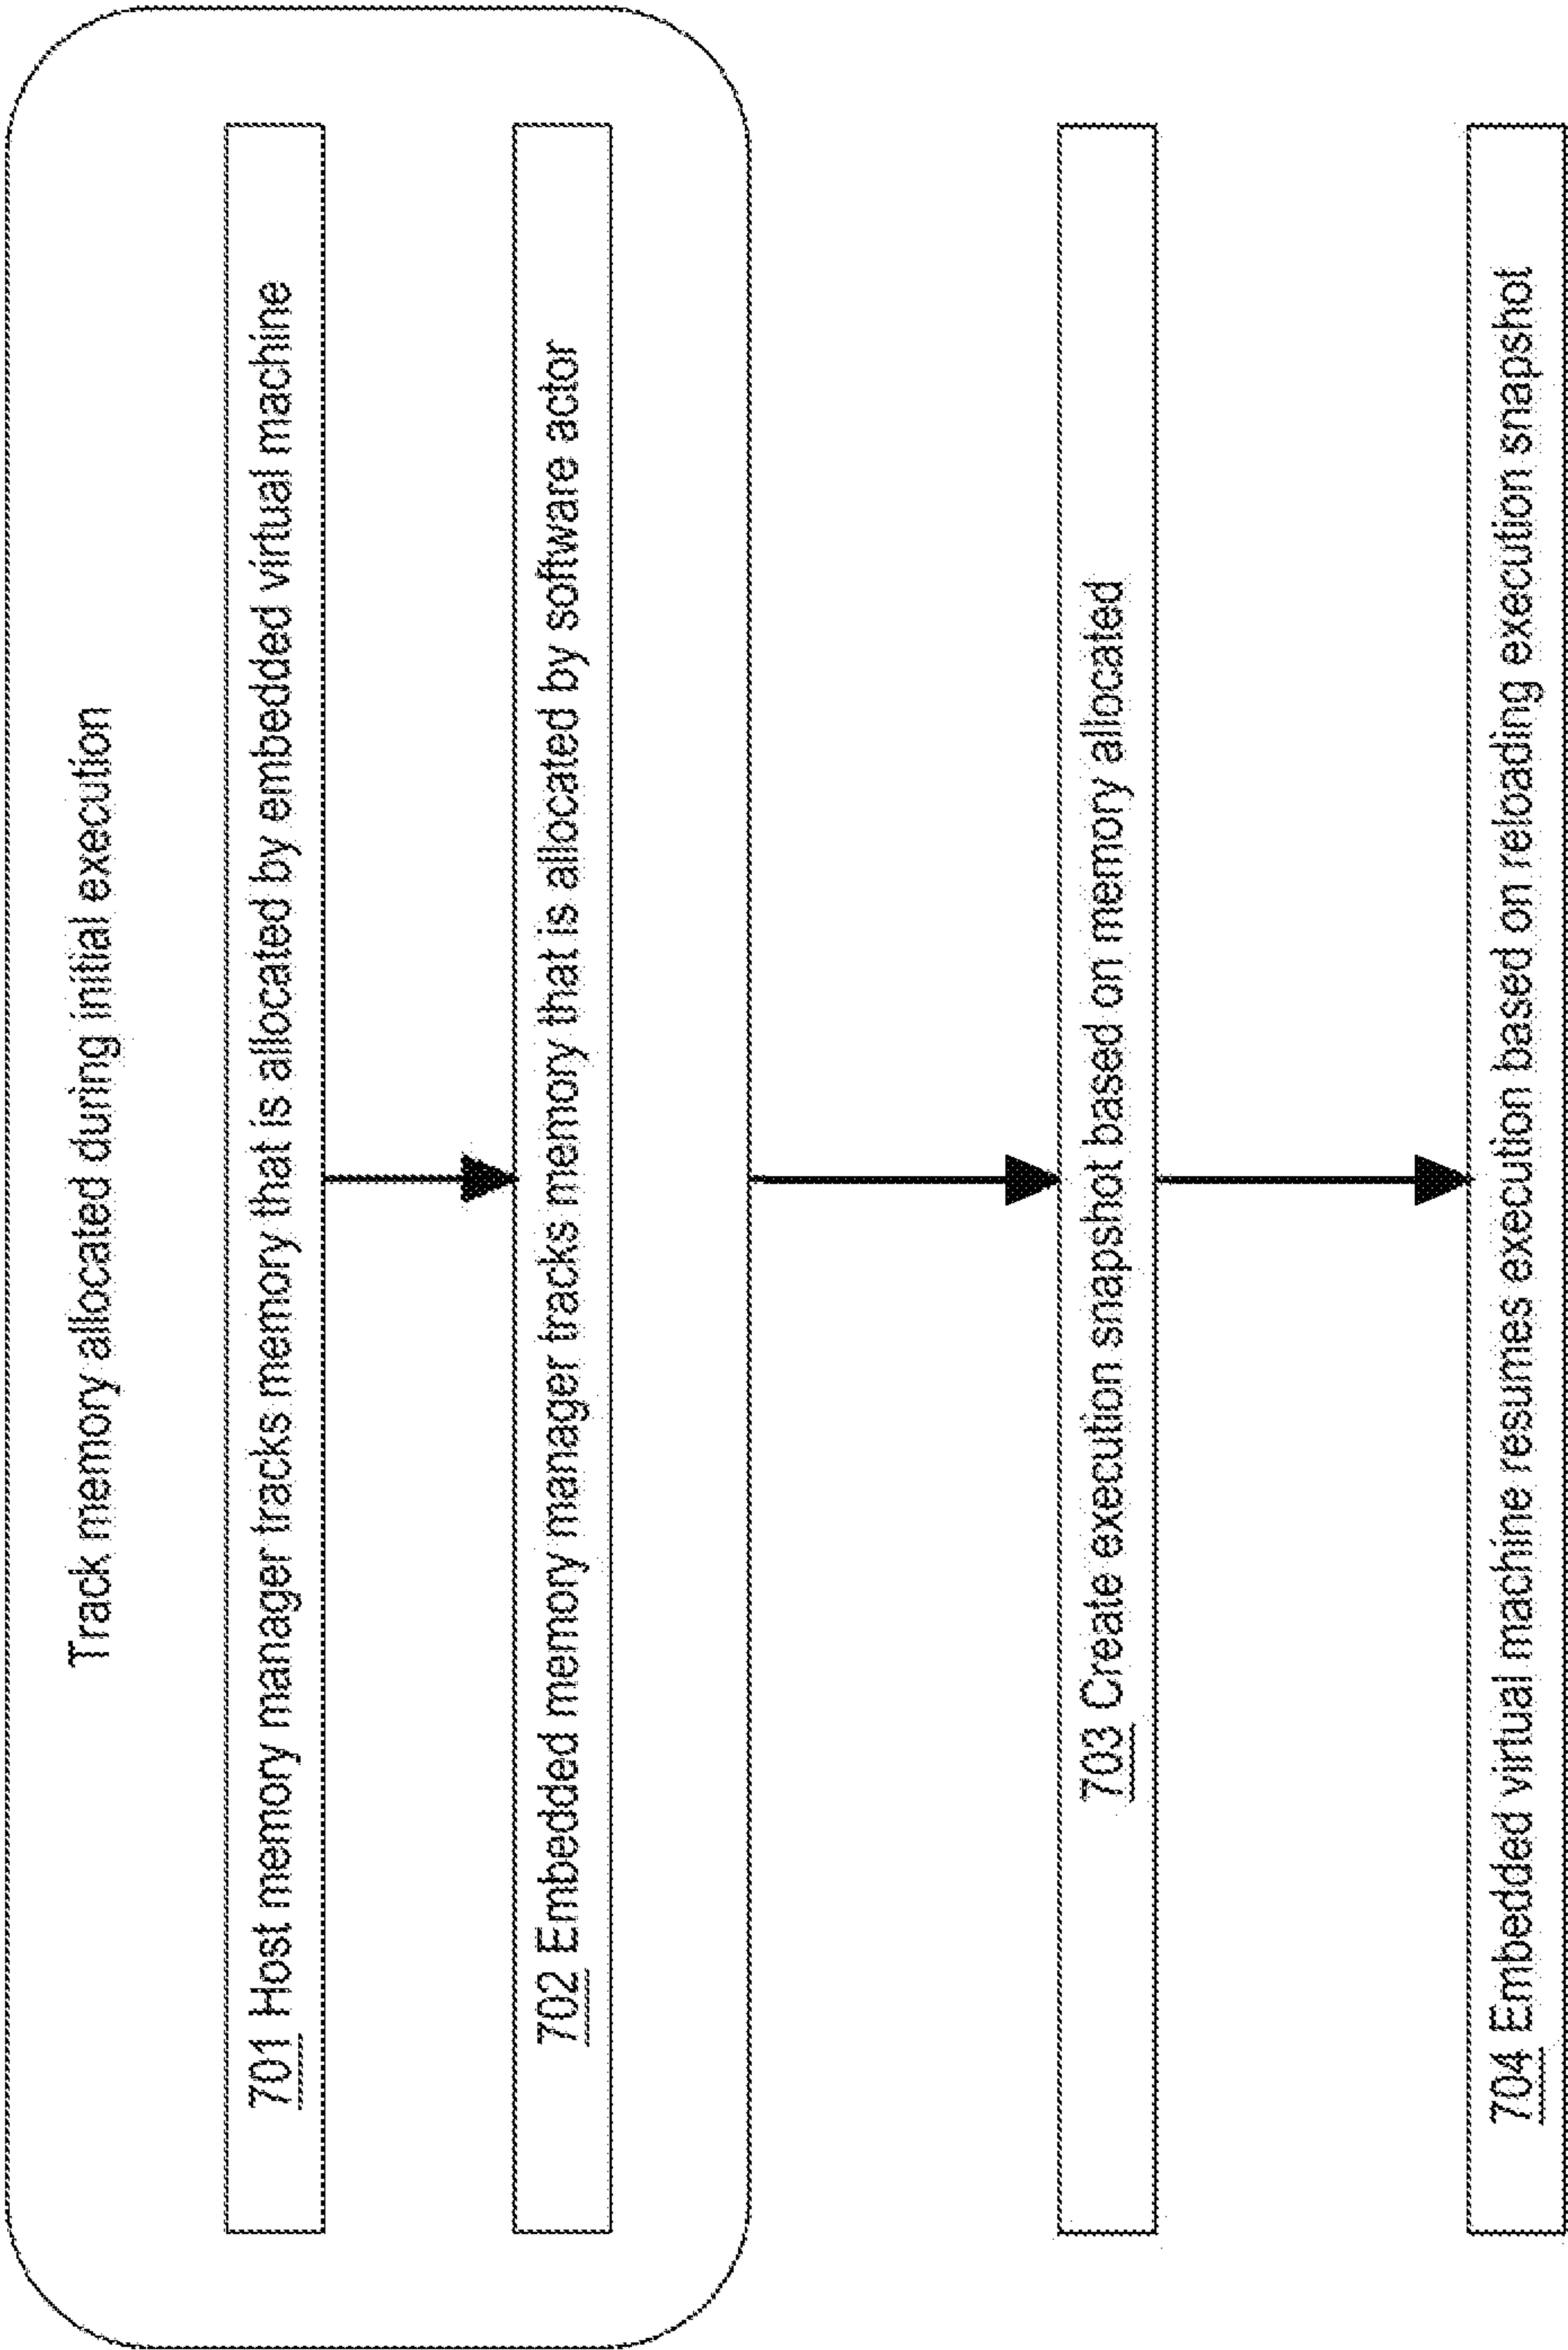 Track memory allocated during initial execution
701 Host memory manager tracks memory that is allocated by embedded virtual machine
702 Embedded memory manager tracks memory that is allocated by software actor
703 Create execution snapshot based on memory allocated
704 Embedded virtual machine resumes execution based on reloading execution snapshot